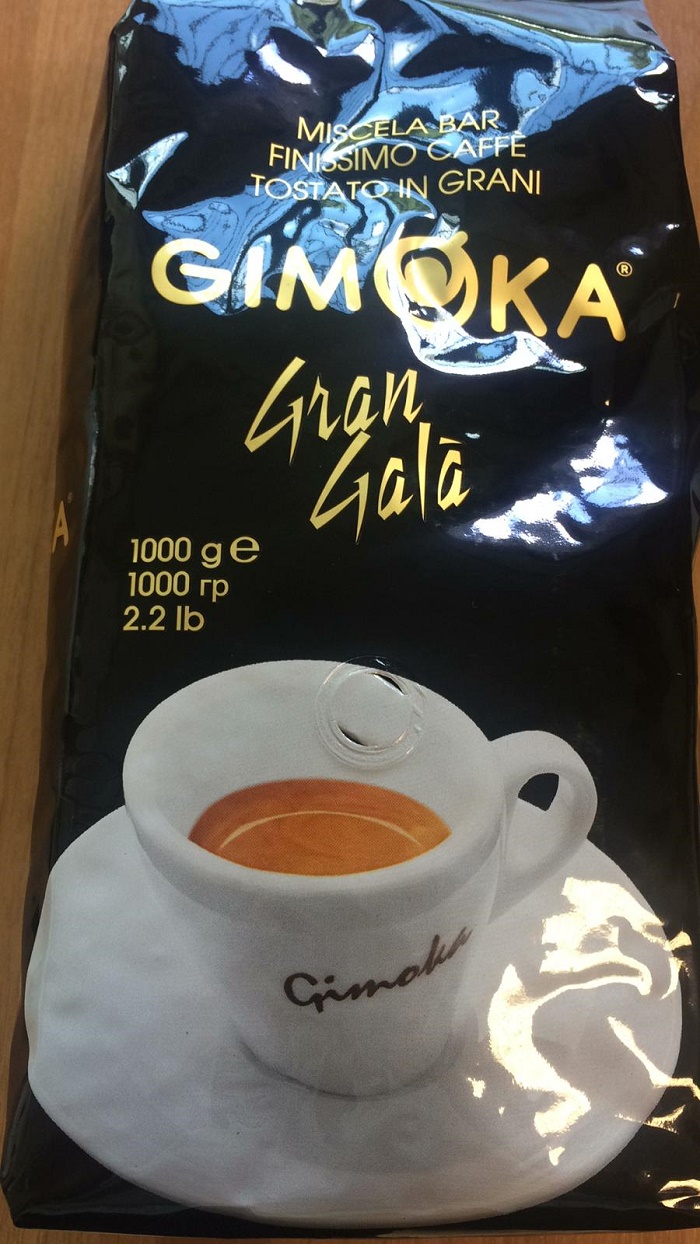 MISCELA BAR
FINISSIMO CAFFÈ
TOSTATO IN GRANI
GIMOKA®
Gran
Galà
1000 g e
1000 гр
2.2 lb
A
Gimoka